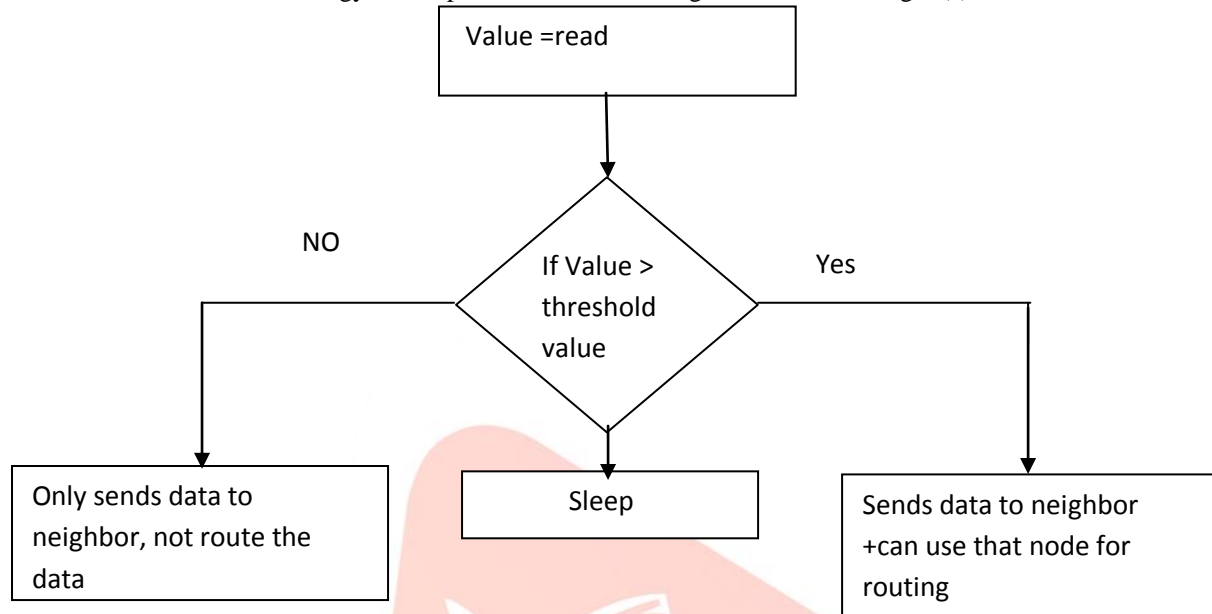 Value =read
NO
Yes
If Value >
threshold
value
Only sends data to
neighbor, not route the
data
Sleep
Sends data to neighbor
+can use that node for
routing